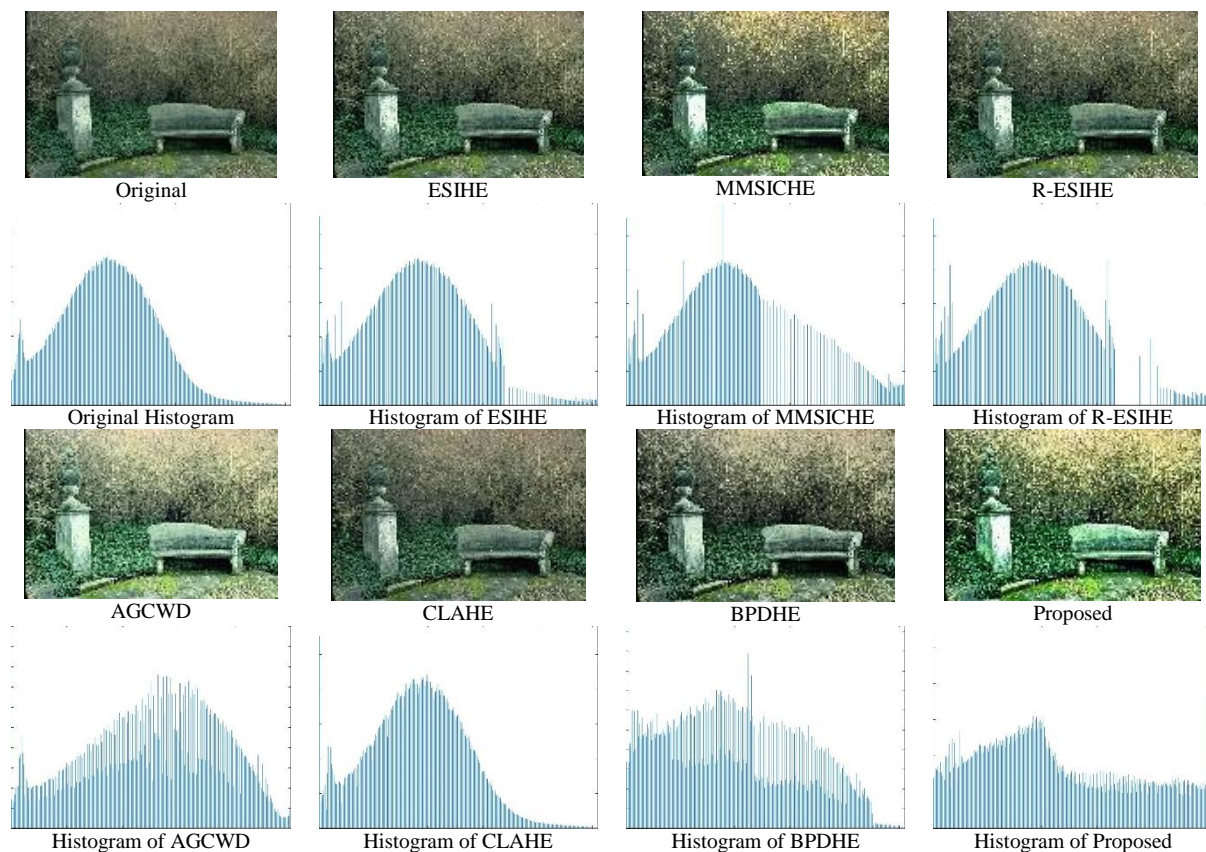 Original
ESIHE
MMSICHE
R-ESIHE
Original Histogram
Histogram of ESIHE
Histogram of MMSICHE
Histogram of R-ESIHE
AGCWD
CLAHE
BPDHE
Proposed
Histogram of AGCWD
Histogram of CLAHE
Histogram of BPDHE
Histogram of Proposed